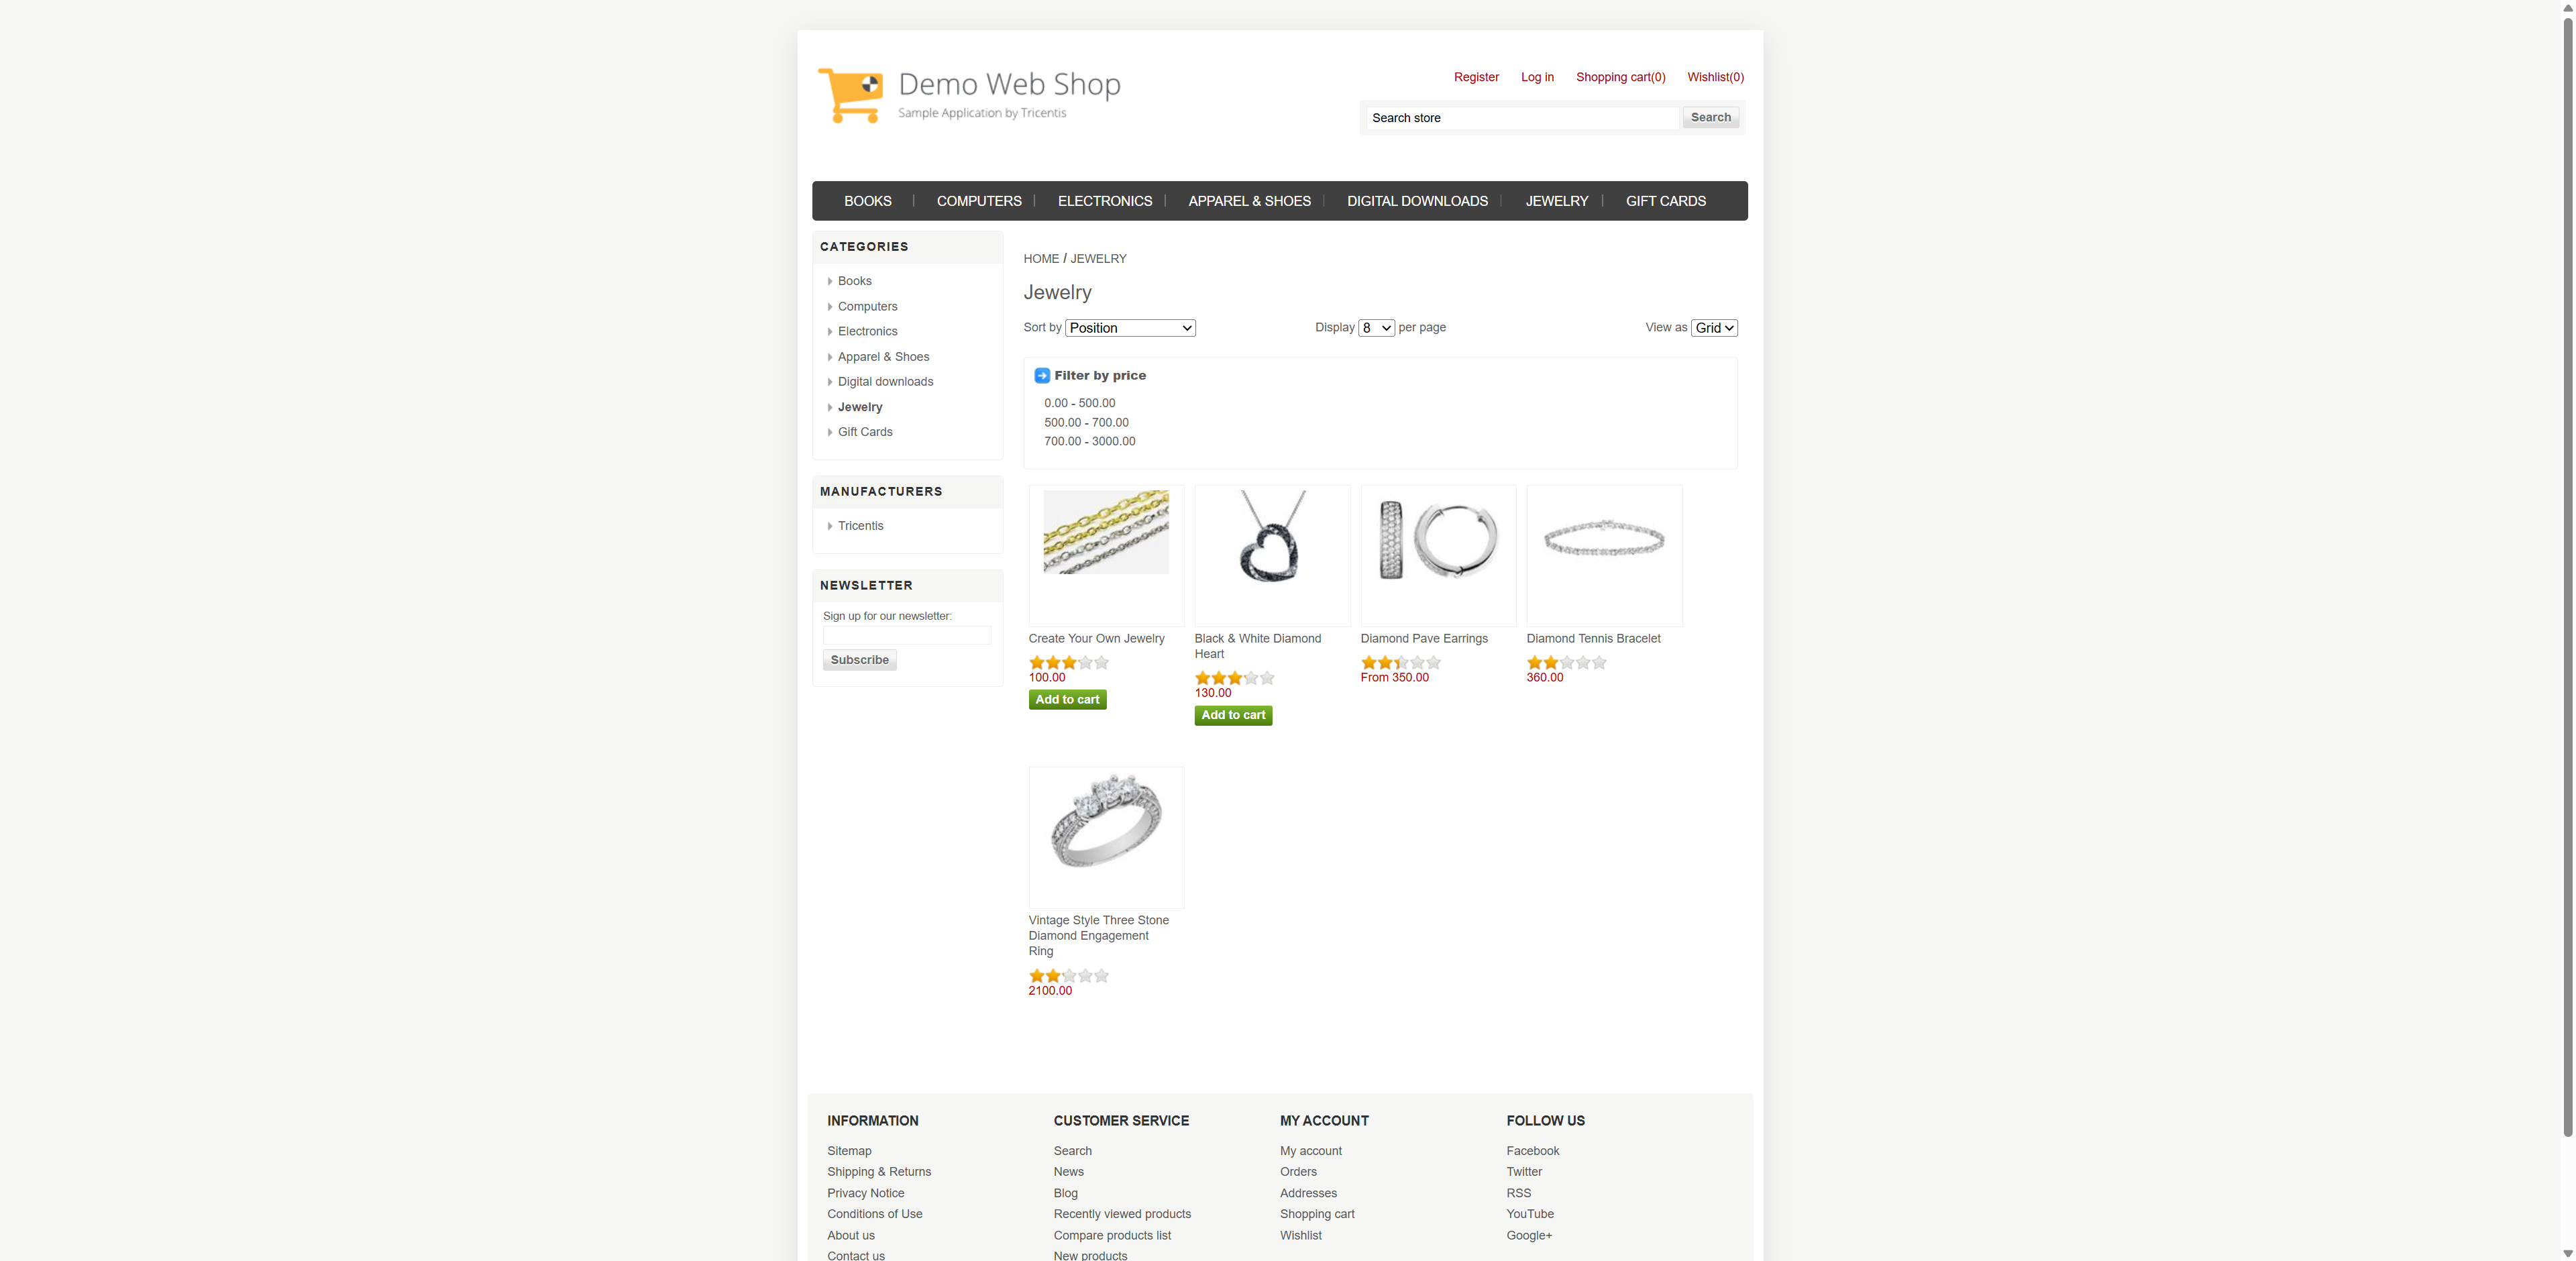 Demo Web Shop
Sample Application by Tricentis
Register Log in Shopping cart(0) Wishlist(0)
Search store Search
BOOKS COMPUTERS ELECTRONICS APPAREL & SHOES DIGITAL DOWNLOADS JEWELRY GIFT CARDS
CATEGORIES
Books
Computers
Electronics
Apparel & Shoes
Digital downloads
Jewelry
Gift Cards
MANUFACTURERS
Tricentis
NEWSLETTER
Sign up for our newsletter:
Subscribe
HOME / JEWELRY
Jewelry
Sort by Position Display 8 per page View as Grid
Filter by price
0.00 - 500.00
500.00 - 700.00
700.00 - 3000.00
Create Your Own Jewelry
100.00
Add to cart
Black & White Diamond
Heart
130.00
Add to cart
Diamond Pave Earrings
From 350.00
Diamond Tennis Bracelet
360.00
Vintage Style Three Stone
Diamond Engagement
Ring
2100.00
INFORMATION
Sitemap
Shipping & Returns
Privacy Notice
Conditions of Use
About us
Contact us
CUSTOMER SERVICE
Search
News
Blog
Recently viewed products
Compare products list
New products
MY ACCOUNT
My account
Orders
Addresses
Shopping cart
Wishlist
FOLLOW US
Facebook
Twitter
RSS
YouTube
Google+